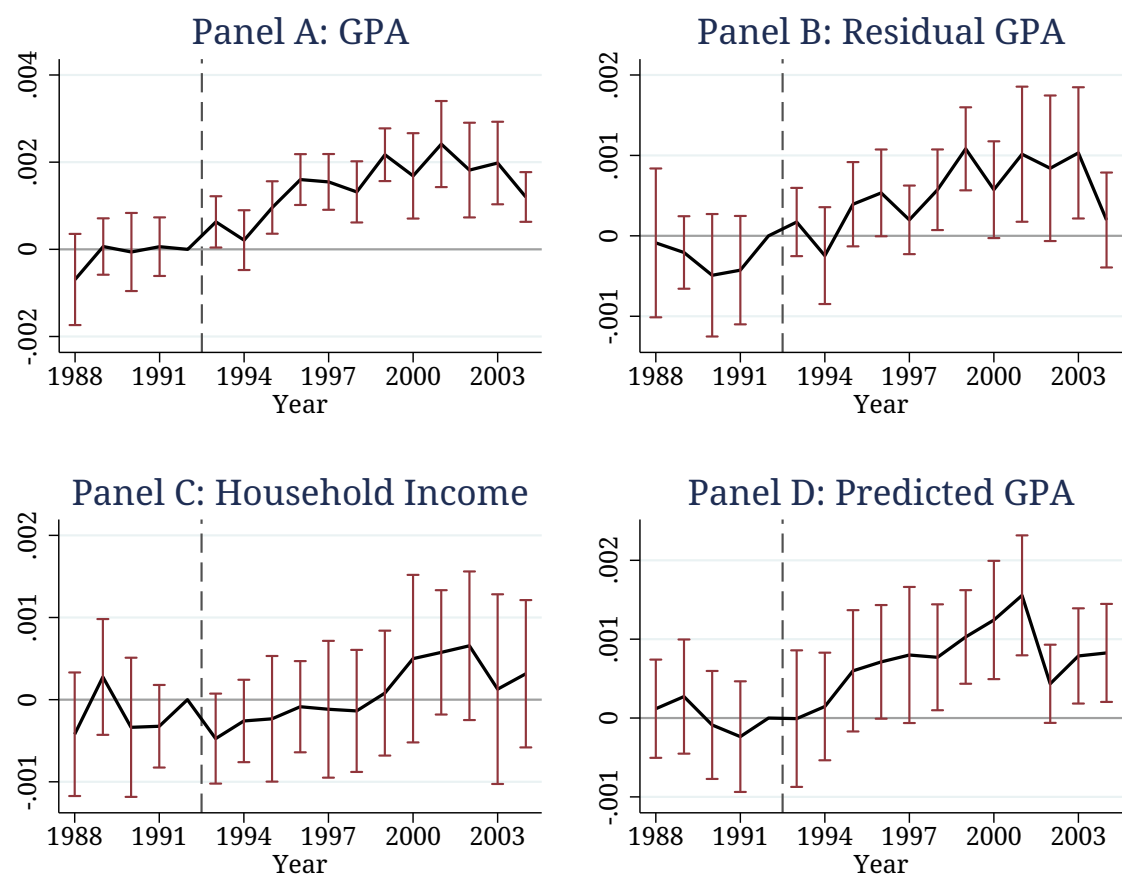 Panel A: GPA
.004
.002
0
-.002
1988 1991 1994 1997 2000 2003
Year
Panel B: Residual GPA
.002
.001
0
-.001
1988 1991 1994 1997 2000 2003
Year
Panel C: Household Income
.002
.001
0
-.001
1988 1991 1994 1997 2000 2003
Year
Panel D: Predicted GPA
.002
.001
0
-.001
1988 1991 1994 1997 2000 2003
Year